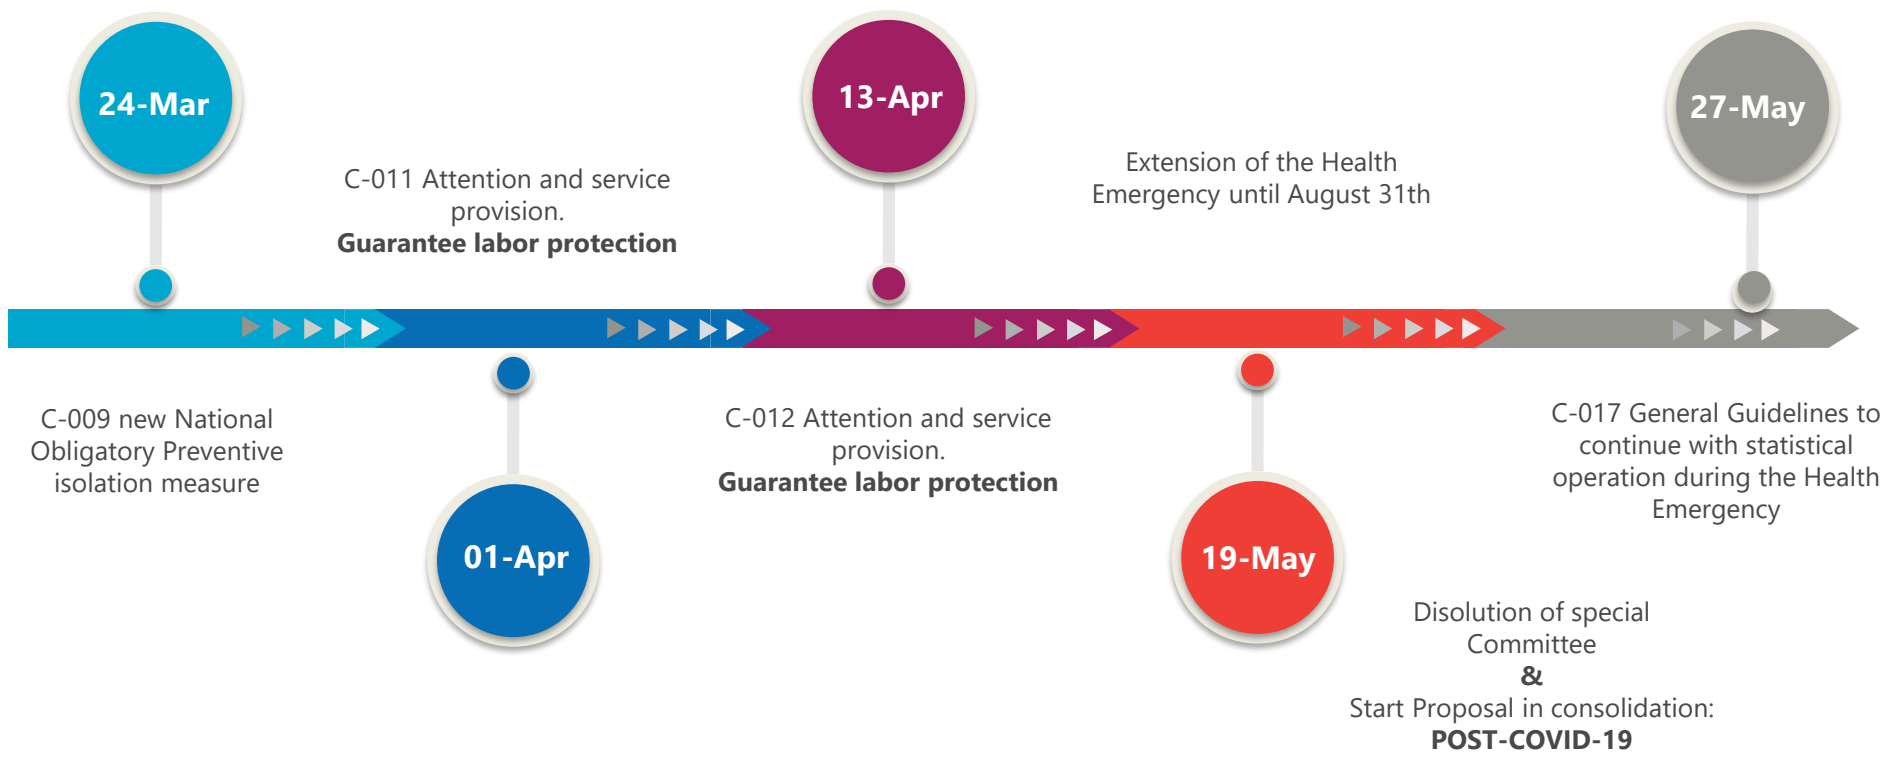 24-Mar
C-009 new National
Obligatory Preventive
isolation measure
C-011 Attention and service
provision.
Guarantee labor protection
01-Apr
13-Apr
C-012 Attention and service
provision.
Guarantee labor protection
Extension of the Health
Emergency until August 31th
19-May
27-May
C-017 General Guidelines to
continue with statistical
operation during the Health
Emergency
Disolution of special
Committee
&
Start Proposal in consolidation:
POST-COVID-19